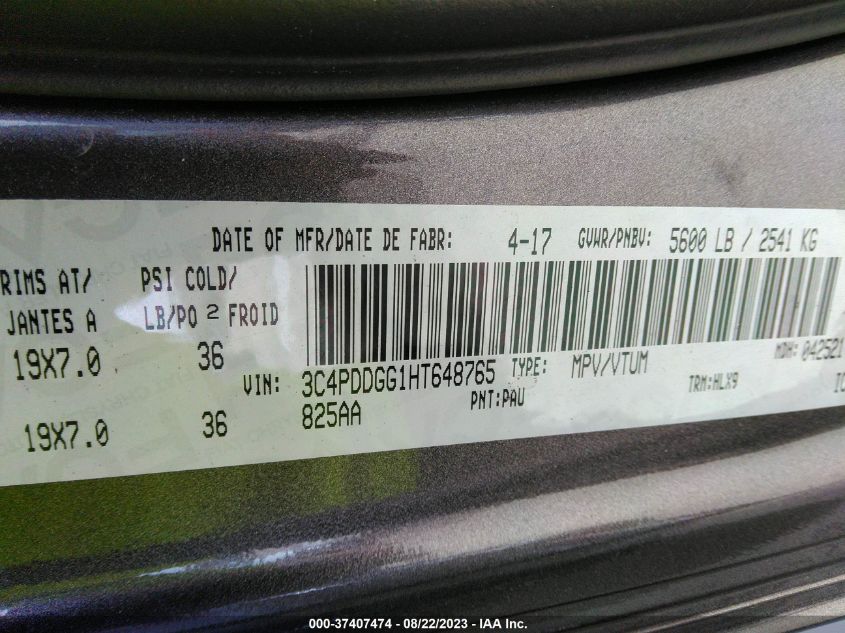 DATE OF MFR/DATE DE FABR: 4-17 GVWR/PNBV: 5600 LB / 2541 KG
RIMS AT/ PSI COLD/
JANTES A LB/PO 2 FROID
19X7.0 36
VIN: 3C4PDDGG1HT648765 TYPE: MPV/VTUM MDH: 042521
PNT:PAU TRM:HLX9
19X7.0 36 825AA
000-37407474 - 08/22/2023 - IAA Inc.